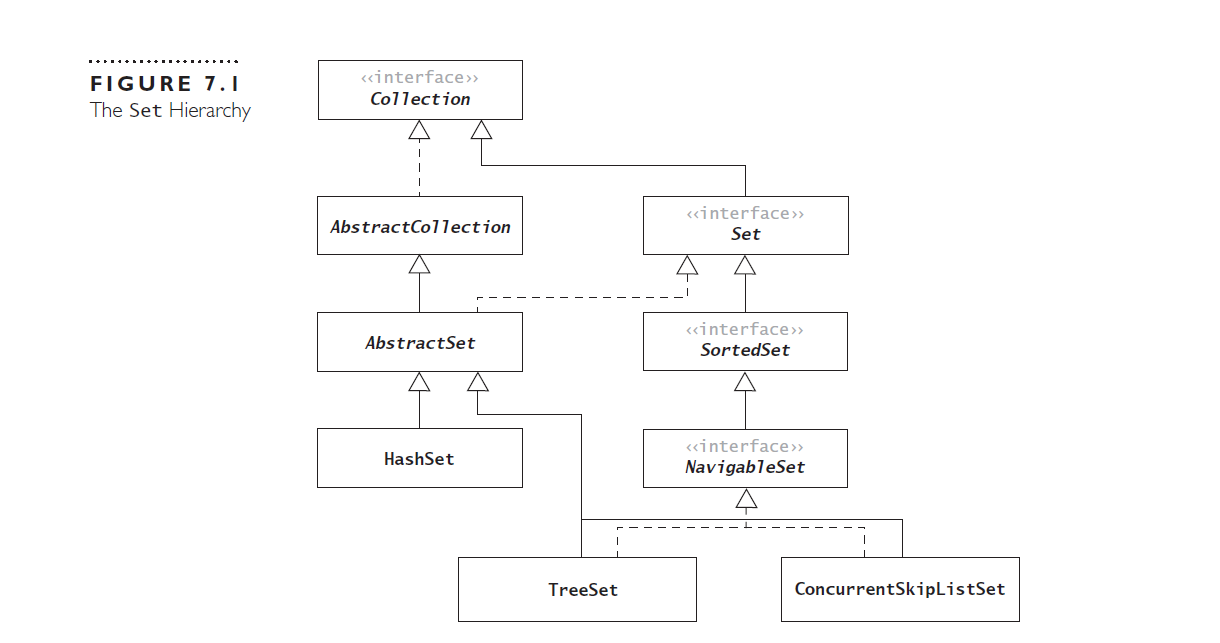 FIGURE 7.1
The Set Hierarchy
‹‹interface››
Collection
AbstractCollection
‹‹interface››
Set
AbstractSet
‹‹interface››
SortedSet
HashSet
‹‹interface››
NavigableSet
TreeSet
ConcurrentSkipListSet